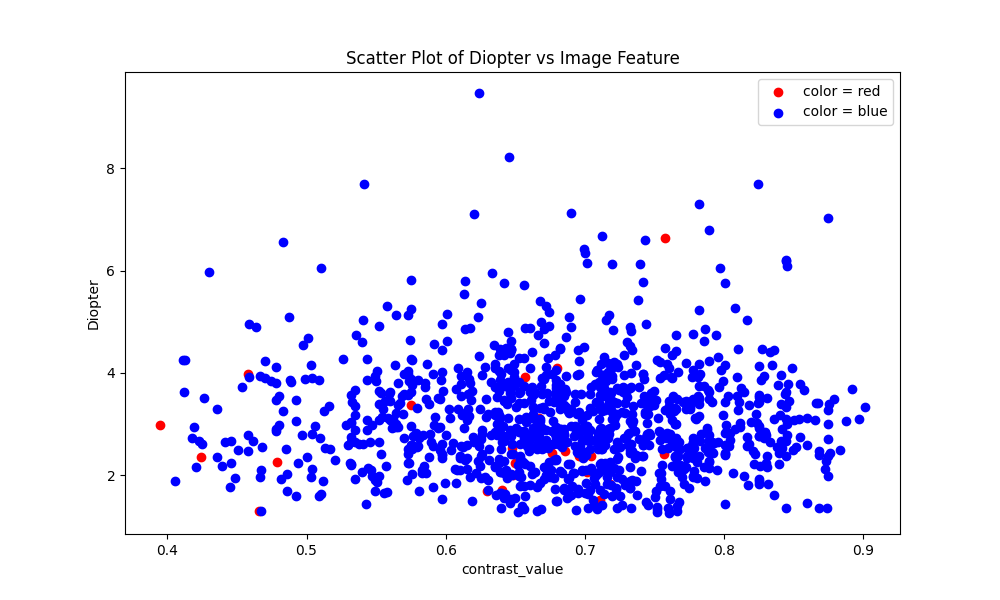 Scatter Plot of Diopter vs Image Feature
color = red
color = blue
8
6
4
2
Diopter
0.4 0.5 0.6 0.7 0.8 0.9
contrast_value